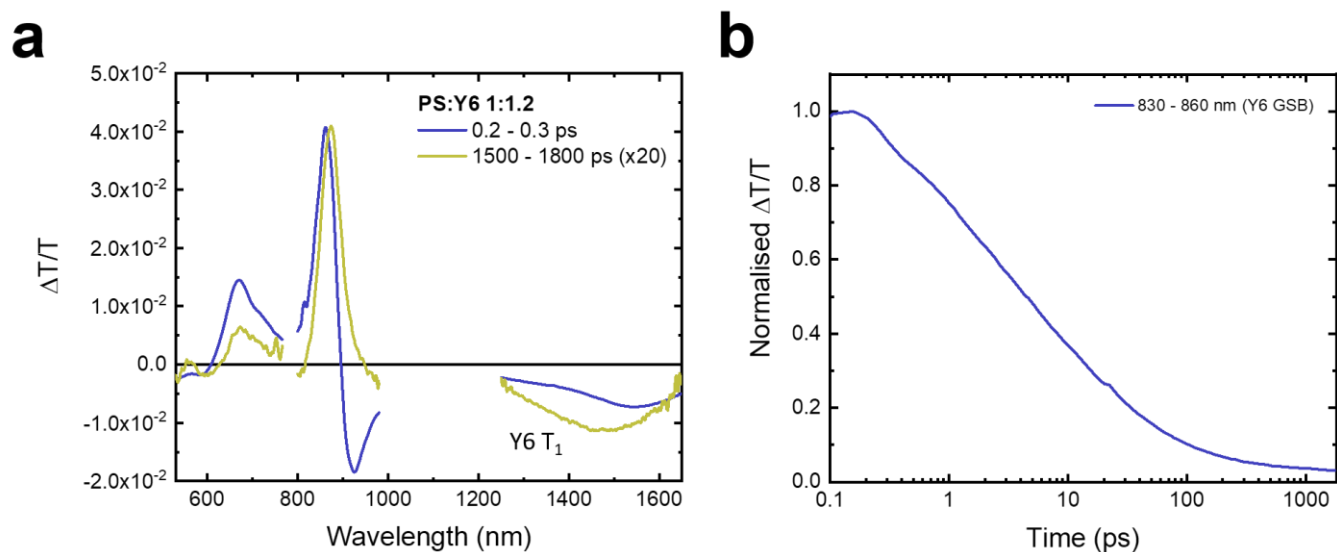 a
b
PS:Y6 1:1.2
0.2 - 0.3 ps
1500 - 1800 ps (x20)
5.0x10⁻²
4.0x10⁻²
3.0x10⁻²
2.0x10⁻²
1.0x10⁻²
0.0
-1.0x10⁻²
-2.0x10⁻²
ΔT/T
Y6 T₁
600
800
1000
1200
1400
1600
Wavelength (nm)
830 - 860 nm (Y6 GSB)
1.0
0.8
0.6
0.4
0.2
0.0
Normalised ΔT/T
0.1
1
10
100
1000
Time (ps)